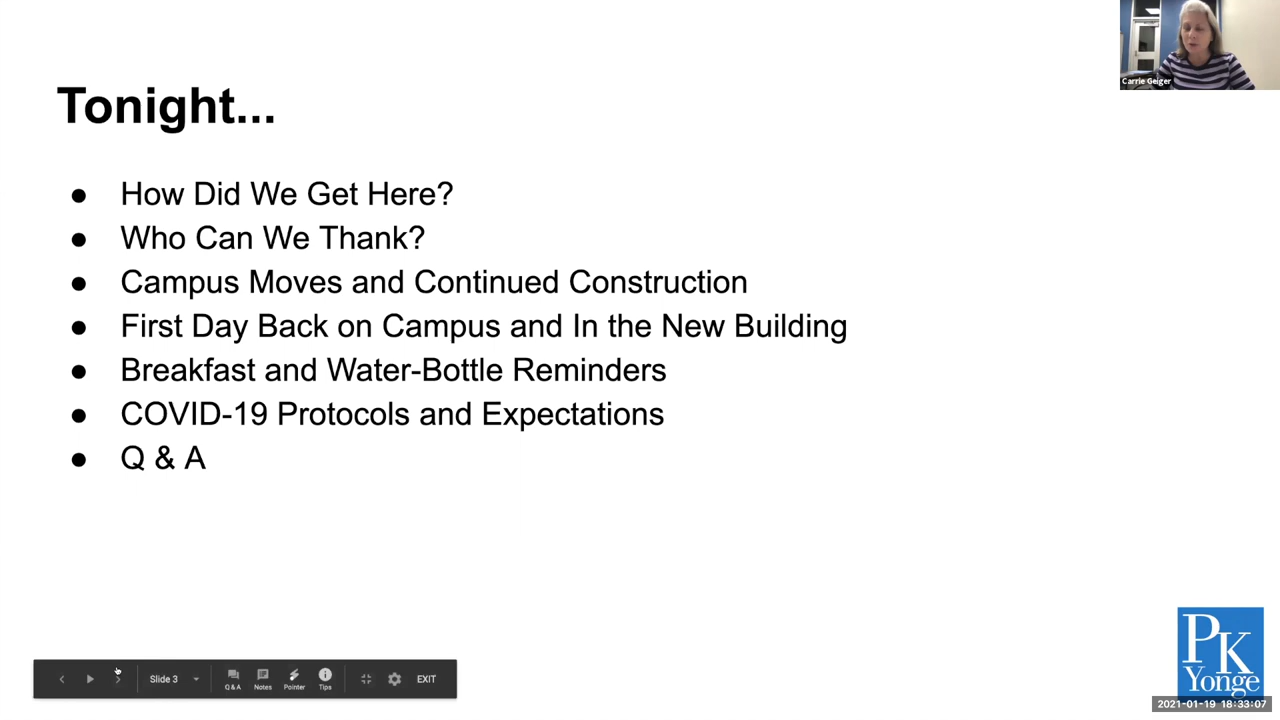 Carrie Geiger
Tonight...
● How Did We Get Here?
● Who Can We Thank?
● Campus Moves and Continued Construction
● First Day Back on Campus and In the New Building
● Breakfast and Water-Bottle Reminders
● COVID-19 Protocols and Expectations
● Q & A
Slide 3
Q & A
Notes
Pointer
Tips
EXIT
PK
Yonge
2021-01-19 18:33:07